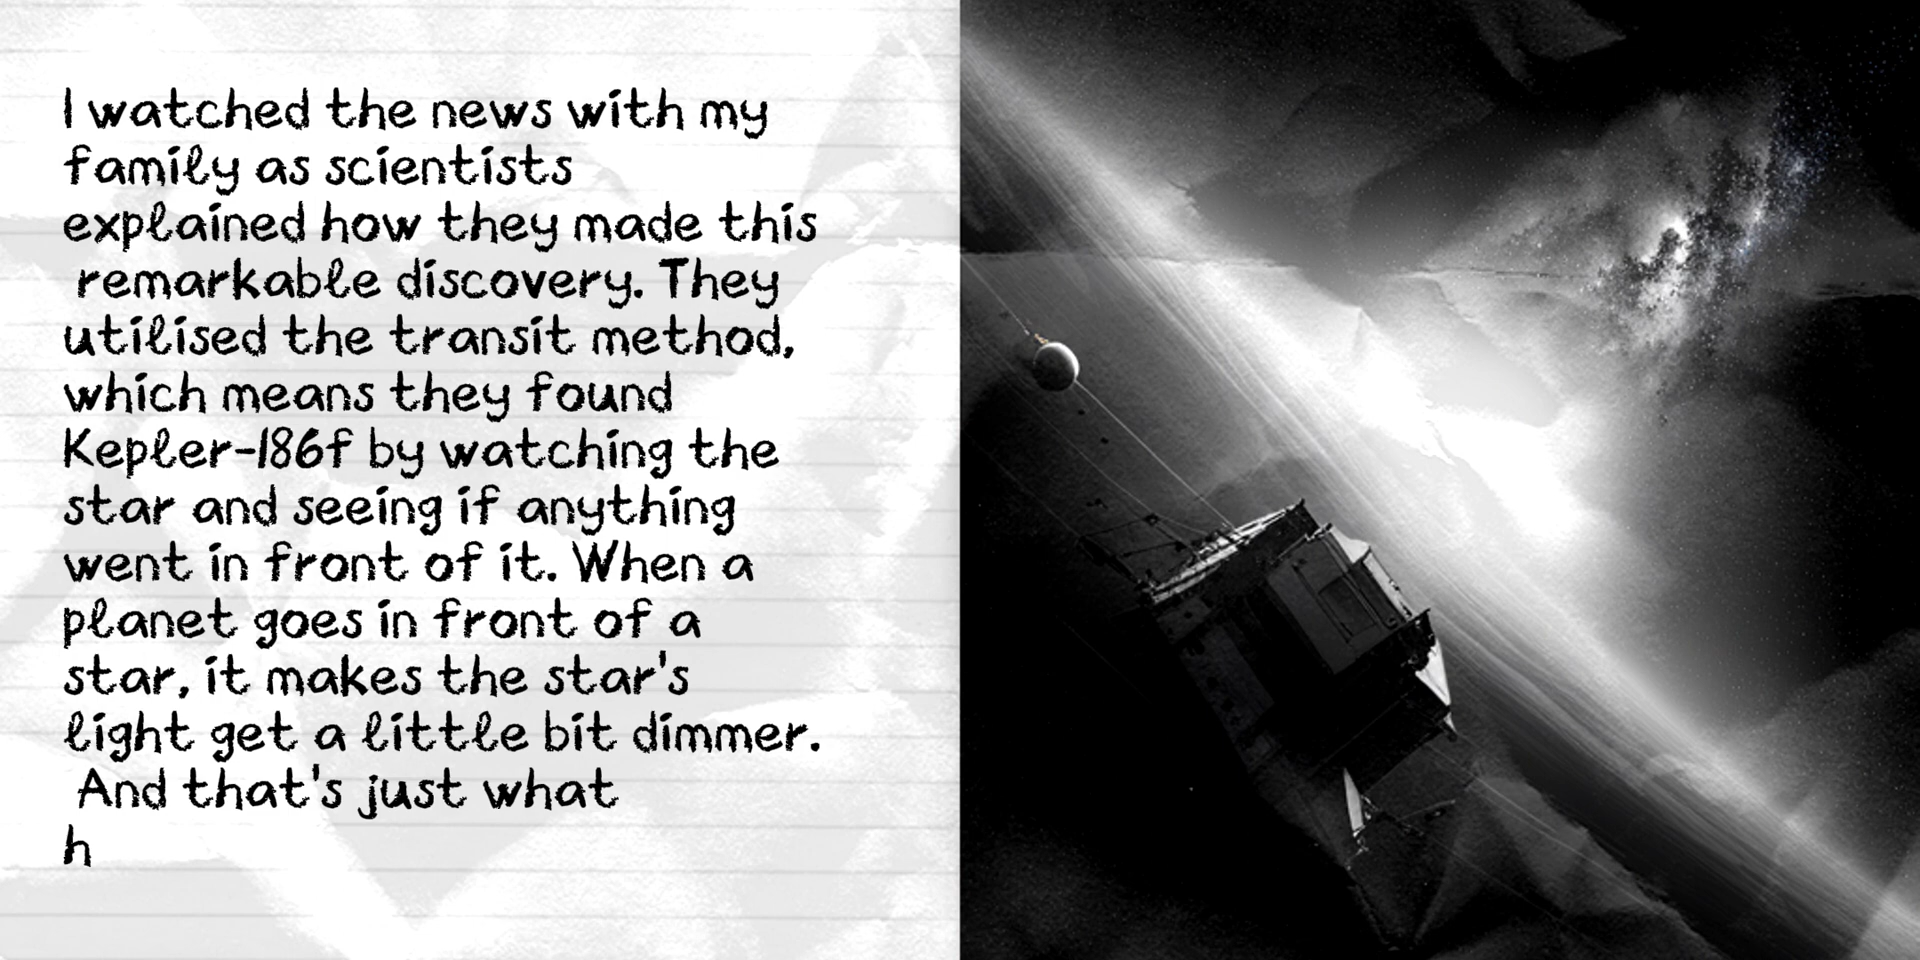 I watched the news with my
family as scientists
explained how they made this
remarkable discovery. They
utilised the transit method,
which means they found
Kepler-186f by watching the
star and seeing if anything
went in front of it. When a
planet goes in front of a
star, it makes the star's
light get a little bit dimmer.
And that's just what
h